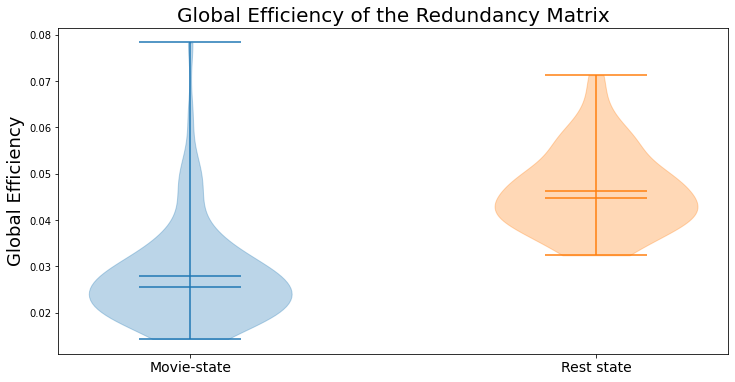 Global Efficiency of the Redundancy Matrix
Global Efficiency
0.08
0.07
0.06
0.05
0.04
0.03
0.02
Movie-state
Rest state